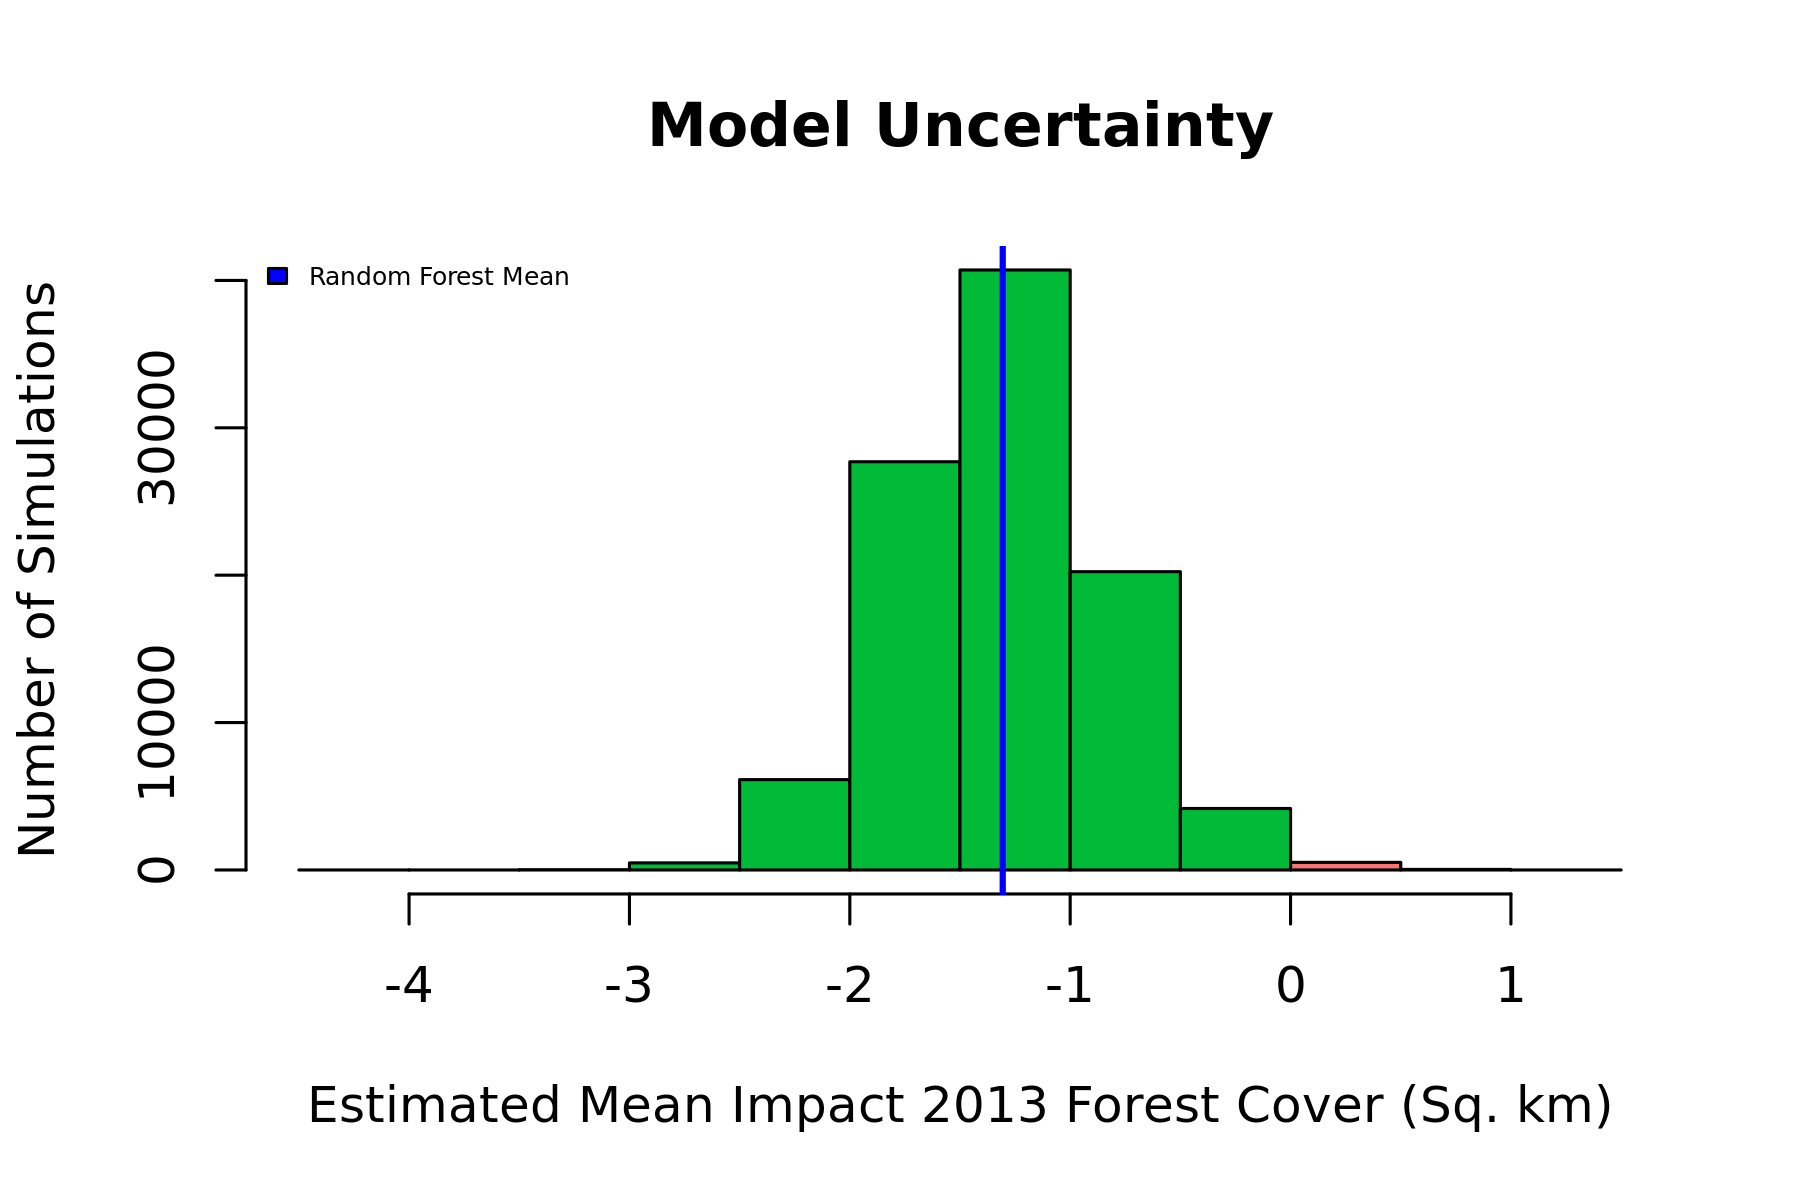 Model Uncertainty
Random Forest Mean
Number of Simulations
30000
10000
0
-4 -3 -2 -1 0 1
Estimated Mean Impact 2013 Forest Cover (Sq. km)